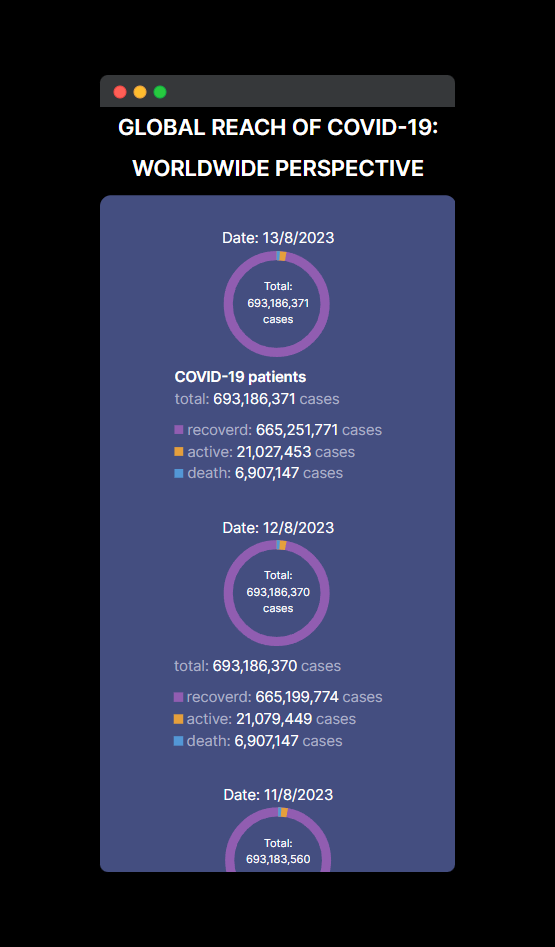 GLOBAL REACH OF COVID-19:
WORLDWIDE PERSPECTIVE
Date: 13/8/2023
Total:
693,186,371
cases
COVID-19 patients
total: 693,186,371 cases
recoverd: 665,251,771 cases
active: 21,027,453 cases
death: 6,907,147 cases
Date: 12/8/2023
Total:
693,186,370
cases
total: 693,186,370 cases
recoverd: 665,199,774 cases
active: 21,079,449 cases
death: 6,907,147 cases
Date: 11/8/2023
Total:
693,183,560